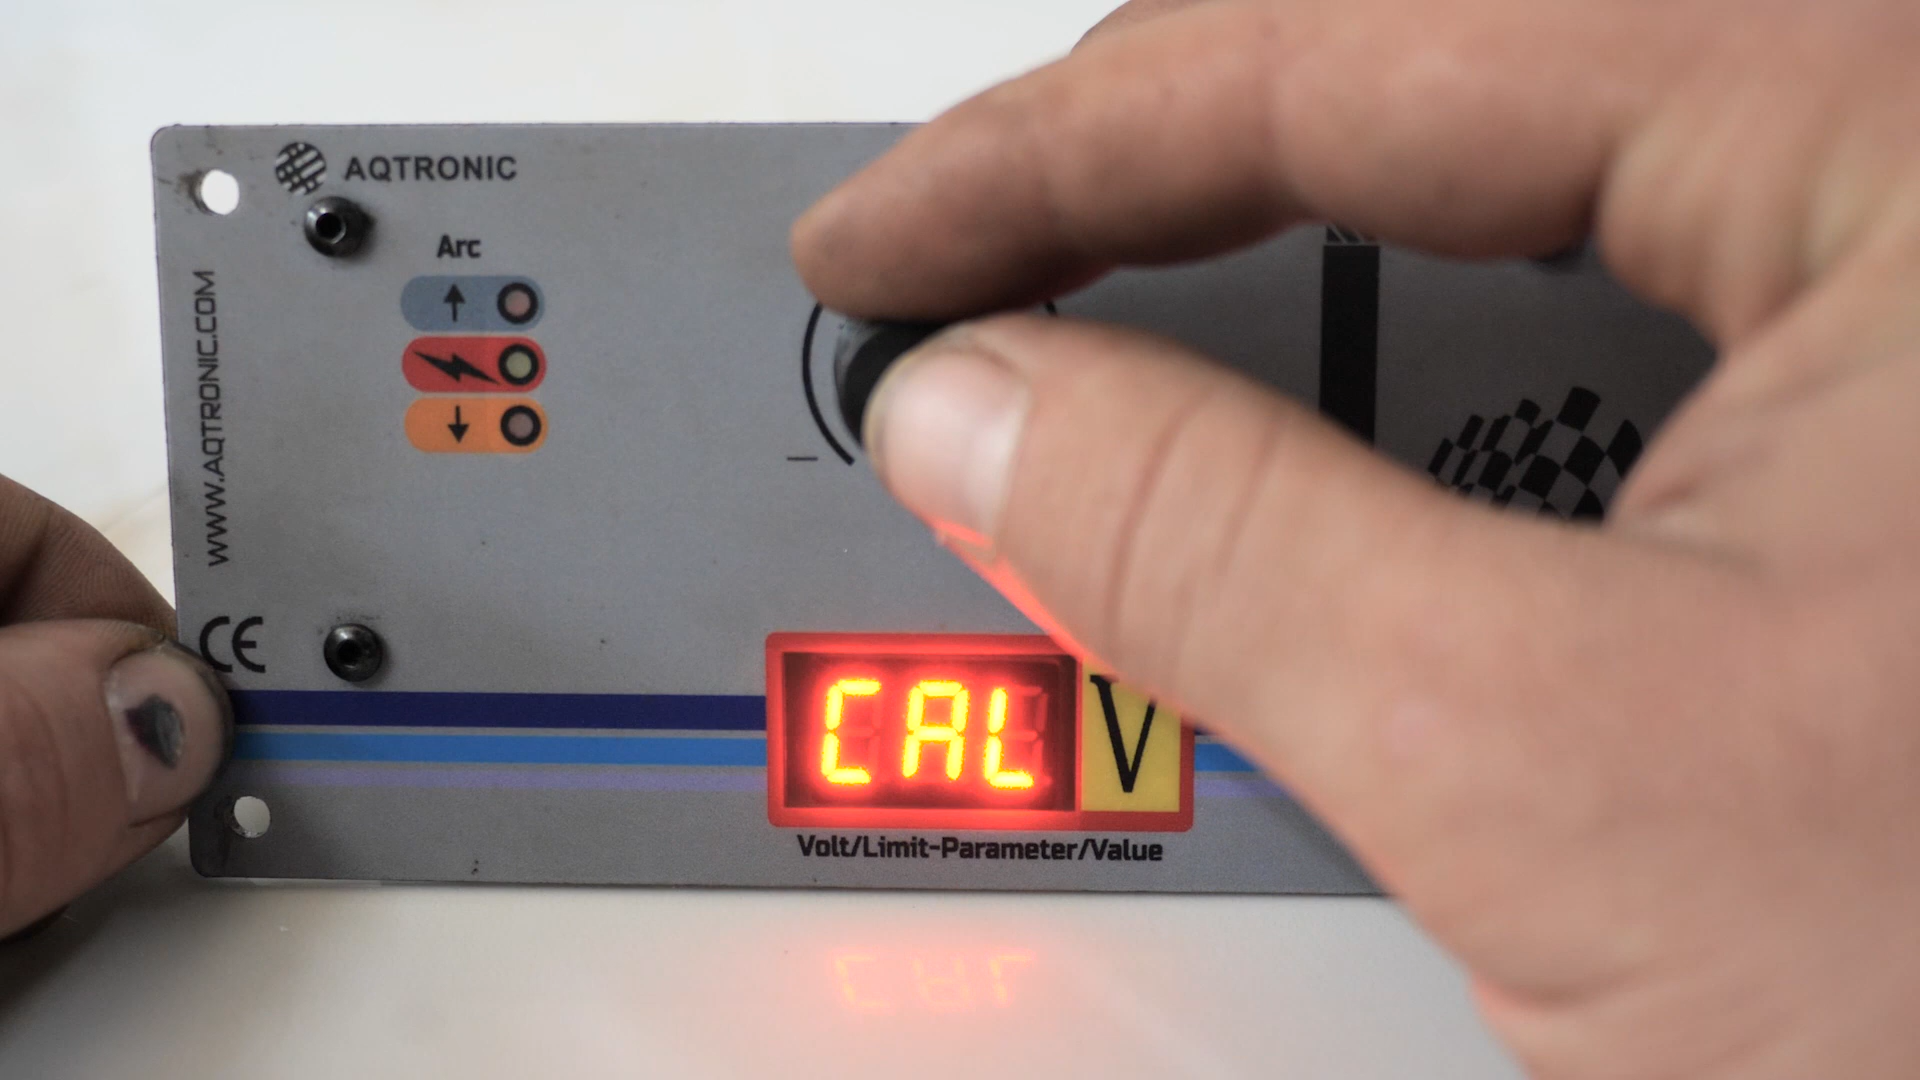 AQTRONIC
Arc
WWW.AQTRONIC.COM
CE
CAL
V
Volt/Limit-Parameter/Value